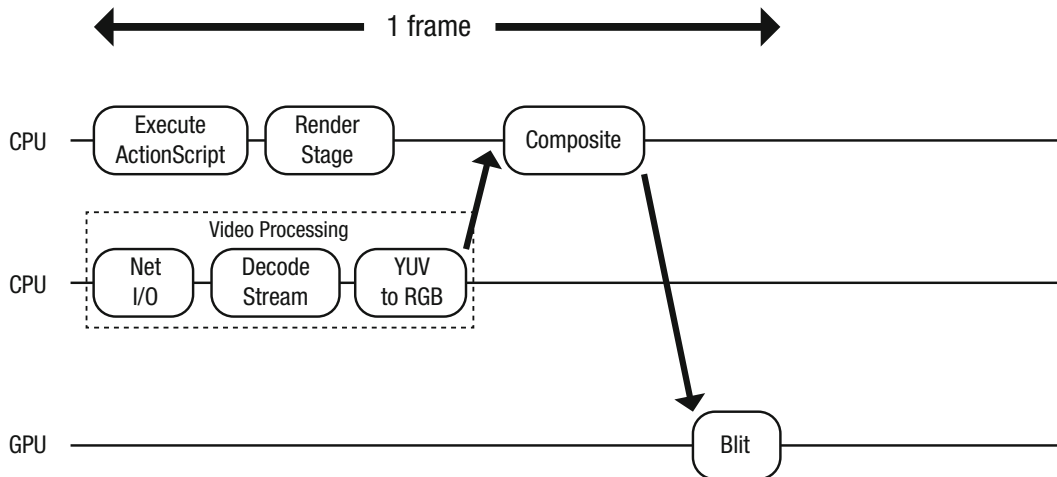 1 frame
CPU
Execute
ActionScript
Render
Stage
Composite
Video Processing
CPU
Net
I/O
Decode
Stream
YUV
to RGB
GPU
Blit